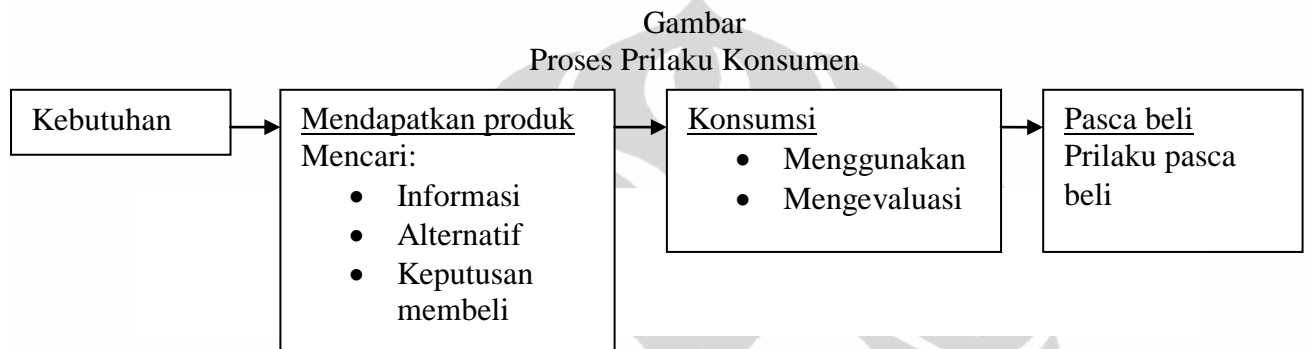 Gambar
Proses Prilaku Konsumen
Kebutuhan
Mendapatkan produk
Mencari:
• Informasi
• Alternatif
• Keputusan
membeli
Konsumsi
• Menggunakan
• Mengevaluasi
Pasca beli
Prilaku pasca
beli